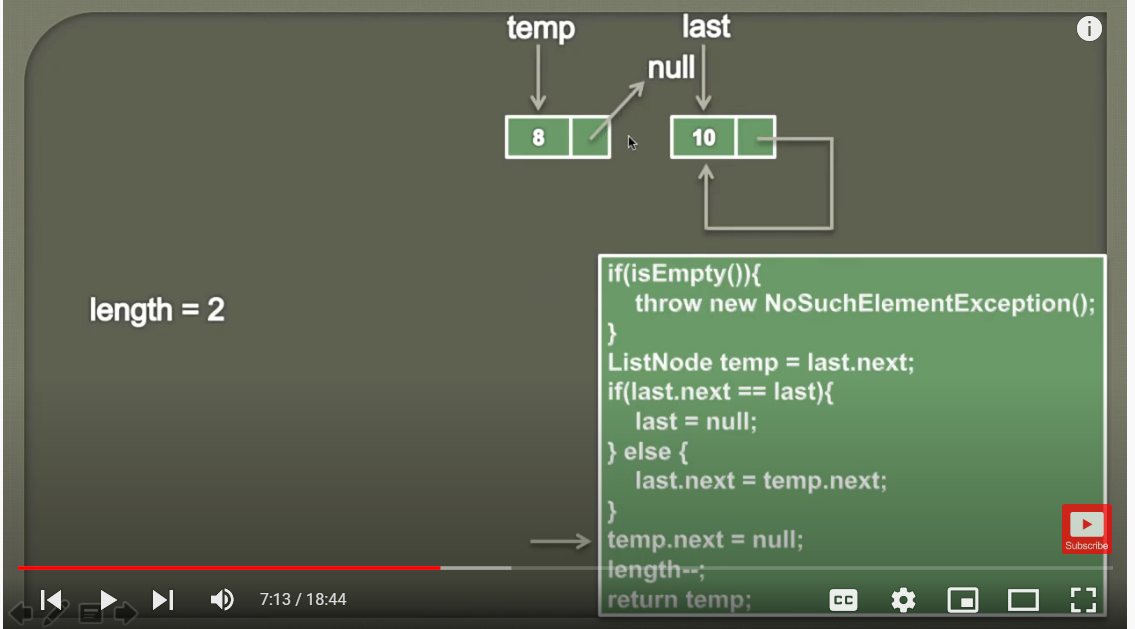 temp
last
null
8
10
length = 2
if(isEmpty()){
throw new NoSuchElementException();
}
ListNode temp = last.next;
if(last.next == last){
last = null;
} else {
last.next = temp.next;
}
temp.next = null;
length--;
return temp;
Subscribe
7:13 / 18:44
CC
i